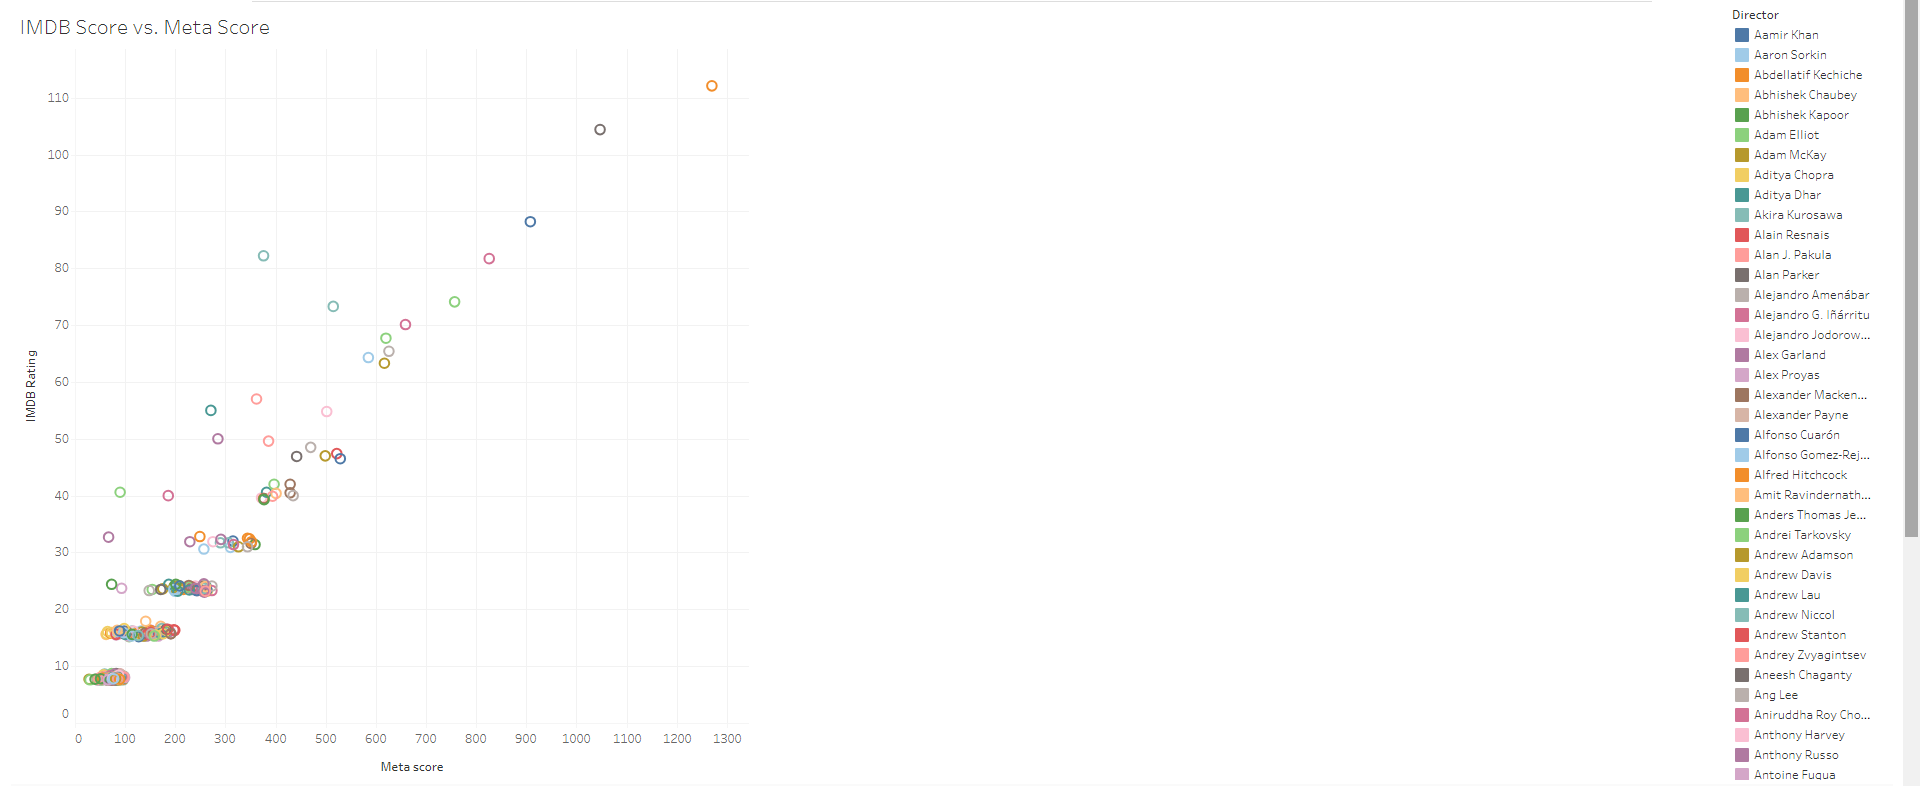 IMDB Score vs. Meta Score
110
100
90
80
70
60
50
40
30
20
10
0
IMDB Rating
0 100 200 300 400 500 600 700 800 900 1000 1100 1200 1300
Meta score
Director
Aamir Khan
Aaron Sorkin
Abdellatif Kechiche
Abhishek Chaubey
Abhishek Kapoor
Adam Elliot
Adam McKay
Aditya Chopra
Aditya Dhar
Akira Kurosawa
Alain Resnais
Alan J. Pakula
Alan Parker
Alejandro Amenábar
Alejandro G. Iñárritu
Alejandro Jodorow...
Alex Garland
Alex Proyas
Alexander Macken...
Alexander Payne
Alfonso Cuarón
Alfonso Gomez-Rej...
Alfred Hitchcock
Amit Ravindernath...
Anders Thomas Je...
Andrei Tarkovsky
Andrew Adamson
Andrew Davis
Andrew Lau
Andrew Niccol
Andrew Stanton
Andrey Zvyagintsev
Aneesh Chaganty
Ang Lee
Aniruddha Roy Cho...
Anthony Harvey
Anthony Russo
Antoine Fuqua